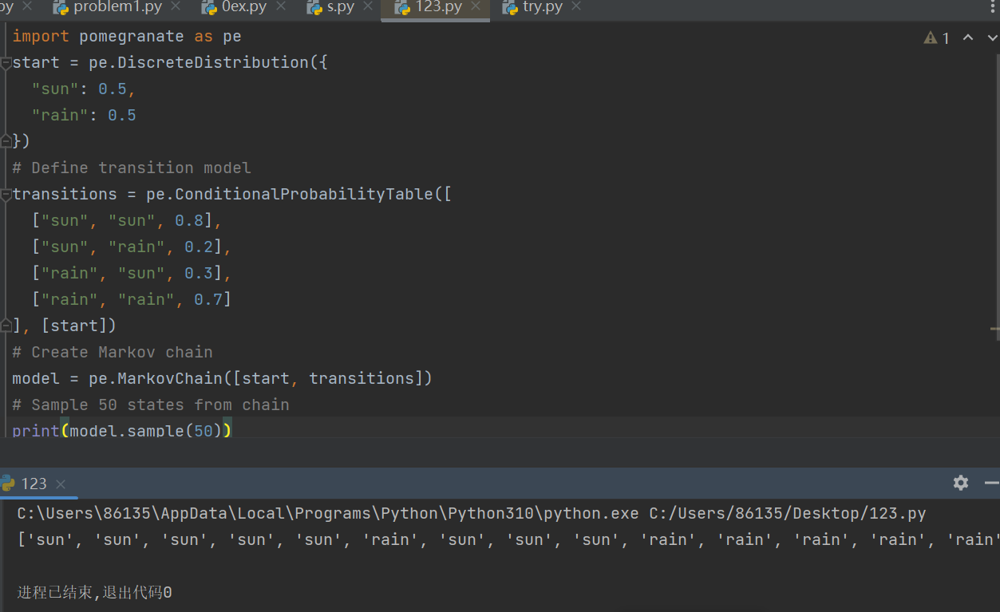 py problem1.py 0ex.py s.py 123.py try.py
import pomegranate as pe
1
start = pe.DiscreteDistribution({
"sun": 0.5,
"rain": 0.5
})
# Define transition model
transitions = pe.ConditionalProbabilityTable([
["sun", "sun", 0.8],
["sun", "rain", 0.2],
["rain", "sun", 0.3],
["rain", "rain", 0.7]
], [start])
# Create Markov chain
model = pe.MarkovChain([start, transitions])
# Sample 50 states from chain
print(model.sample(50))
123
C:\Users\86135\AppData\Local\Programs\Python\Python310\python.exe C:/Users/86135/Desktop/123.py
['sun', 'sun', 'sun', 'sun', 'sun', 'rain', 'sun', 'sun', 'sun', 'rain', 'rain', 'rain', 'rain', 'rain'
进程已结束,退出代码0